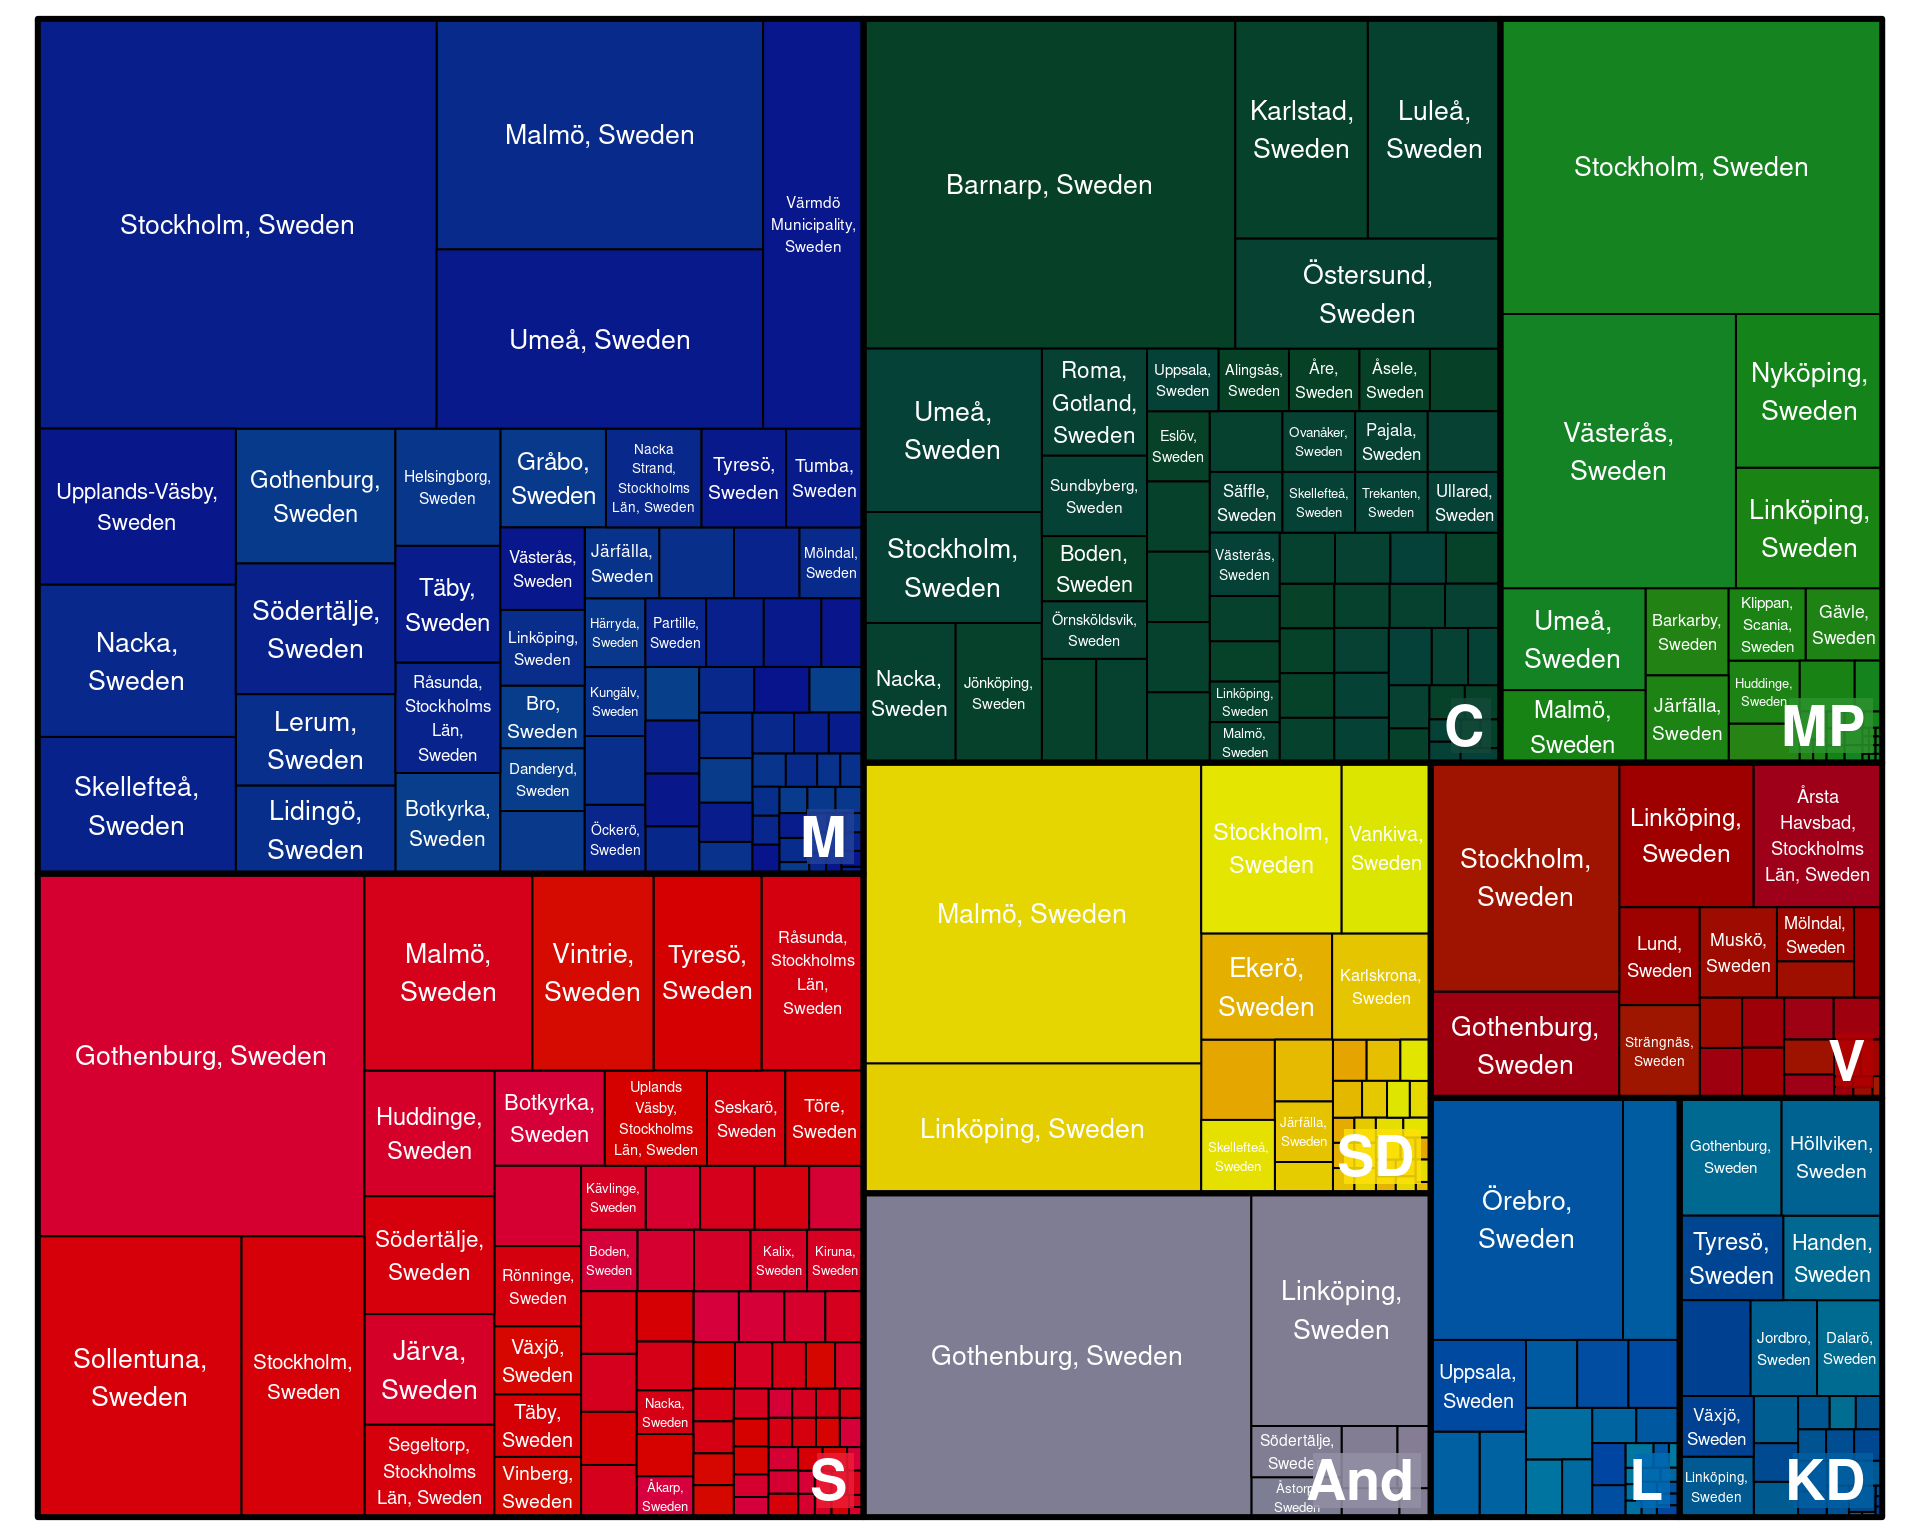 Stockholm, Sweden
Malmö, Sweden
Värmdö
Municipality,
Sweden
Umeå, Sweden
Upplands-Väsby,
Sweden
Gothenburg,
Sweden
Helsingborg,
Sweden
Gråbo,
Sweden
Nacka
Strand,
Stockholms
Län, Sweden
Tyresö,
Sweden
Tumba,
Sweden
Västerås,
Sweden
Järfälla,
Sweden
Mölndal,
Sweden
Täby,
Sweden
Södertälje,
Sweden
Nacka,
Sweden
Linköping,
Sweden
Härryda,
Sweden
Partille,
Sweden
Råsunda,
Stockholms
Län,
Sweden
Bro,
Sweden
Kungälv,
Sweden
Lerum,
Sweden
Skellefteå,
Sweden
Danderyd,
Sweden
Lidingö,
Sweden
Botkyrka,
Sweden
Öckerö,
Sweden
M
Barnarp, Sweden
Karlstad,
Sweden
Luleå,
Sweden
Östersund,
Sweden
Umeå,
Sweden
Roma,
Gotland,
Sweden
Uppsala,
Sweden
Alingsås,
Sweden
Åre,
Sweden
Åsele,
Sweden
Eslöv,
Sweden
Ovanåker,
Sweden
Pajala,
Sweden
Sundbyberg,
Sweden
Säffle,
Sweden
Skellefteå,
Sweden
Trekanten,
Sweden
Ullared,
Sweden
Stockholm,
Sweden
Boden,
Sweden
Västerås,
Sweden
Örnsköldsvik,
Sweden
Nacka,
Sweden
Jönköping,
Sweden
Linköping,
Sweden
Malmö,
Sweden
C
Stockholm, Sweden
Västerås,
Sweden
Nyköping,
Sweden
Linköping,
Sweden
Umeå,
Sweden
Barkarby,
Sweden
Klippan,
Scania,
Sweden
Gävle,
Sweden
Malmö,
Sweden
Järfälla,
Sweden
Huddinge,
Sweden
MP
Gothenburg, Sweden
Malmö,
Sweden
Vintrie,
Sweden
Tyresö,
Sweden
Råsunda,
Stockholms
Län,
Sweden
Huddinge,
Sweden
Botkyrka,
Sweden
Uplands
Väsby,
Stockholms
Län, Sweden
Seskarö,
Sweden
Töre,
Sweden
Kävlinge,
Sweden
Södertälje,
Sweden
Rönninge,
Sweden
Boden,
Sweden
Kalix,
Sweden
Kiruna,
Sweden
Sollentuna,
Sweden
Stockholm,
Sweden
Järva,
Sweden
Växjö,
Sweden
Täby,
Sweden
Nacka,
Sweden
Segeltorp,
Stockholms
Län, Sweden
Vinberg,
Sweden
Åkarp,
Sweden
S
Malmö, Sweden
Stockholm,
Sweden
Vankiva,
Sweden
Ekerö,
Sweden
Karlskrona,
Sweden
Linköping, Sweden
Skellefteå,
Sweden
Järfälla,
Sweden
SD
Gothenburg, Sweden
Linköping,
Sweden
Södertälje,
Sweden
Åstorp,
Sweden
And
Stockholm,
Sweden
Linköping,
Sweden
Årsta
Havsbad,
Stockholms
Län, Sweden
Lund,
Sweden
Muskö,
Sweden
Mölndal,
Sweden
Gothenburg,
Sweden
Strängnäs,
Sweden
V
Örebro,
Sweden
Uppsala,
Sweden
L
Gothenburg,
Sweden
Höllviken,
Sweden
Tyresö,
Sweden
Handen,
Sweden
Jordbro,
Sweden
Dalarö,
Sweden
Växjö,
Sweden
Linköping,
Sweden
KD